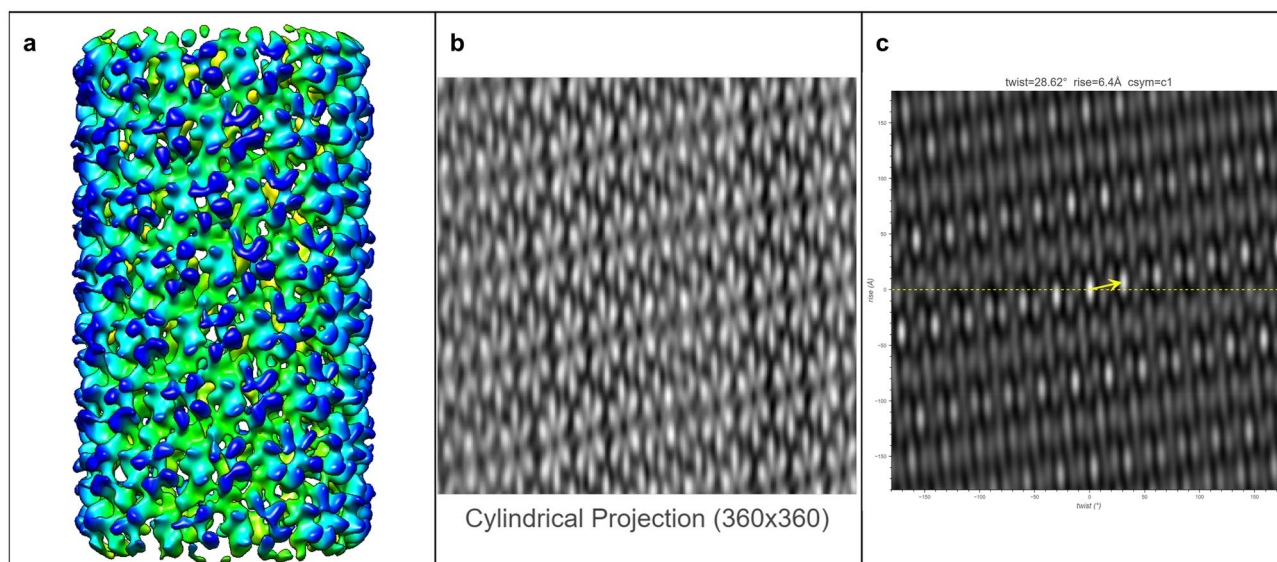 a
b
c
Cylindrical Projection (360x360)
twist=28.62° rise=6.4Å csym=c1
150
100
50
0
−50
−100
−150
rise (Å)
−150
−100
−50
0
50
100
150
twist (°)